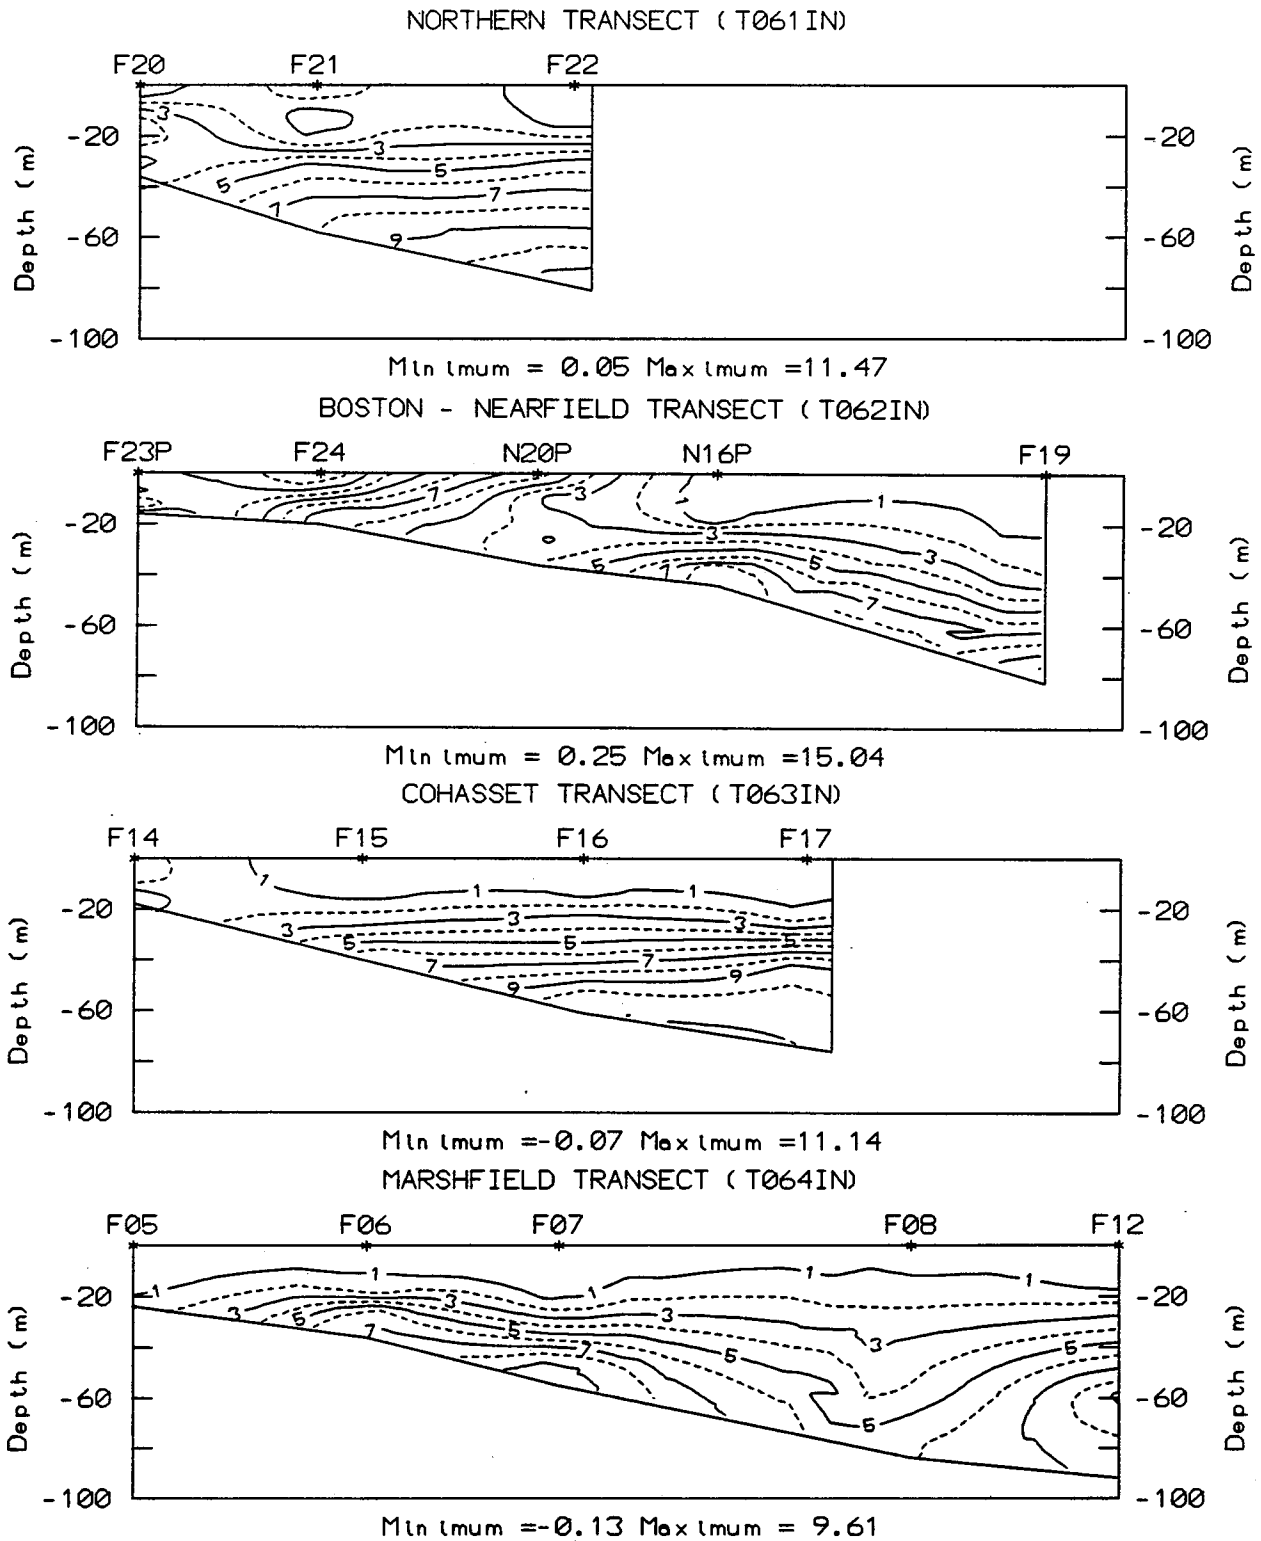 NORTHERN TRANSECT (T061IN)
F20 F21 F22
Depth (m)
-20
-60
-100
3 3 5 5 7 7 9
-20
-60
-100
Depth (m)
Minimum = 0.05 Maximum =11.47
BOSTON - NEARFIELD TRANSECT (T062IN)
F23P F24 N20P N16P F19
Depth (m)
-20
-60
-100
7 3 1 3 3 5 5 7 7
-20
-60
-100
Depth (m)
Minimum = 0.25 Maximum =15.04
COHASSET TRANSECT (T063IN)
F14 F15 F16 F17
Depth (m)
-20
-60
-100
1 1 1 3 3 3 5 5 5 7 7 9 9
-20
-60
-100
Depth (m)
Minimum =-0.07 Maximum =11.14
MARSHFIELD TRANSECT (T064IN)
F05 F06 F07 F08 F12
Depth (m)
-20
-60
-100
1 1 1 1 1 3 3 3 3 5 5 5 5 5 7 7
-20
-60
-100
Depth (m)
Minimum =-0.13 Maximum = 9.61